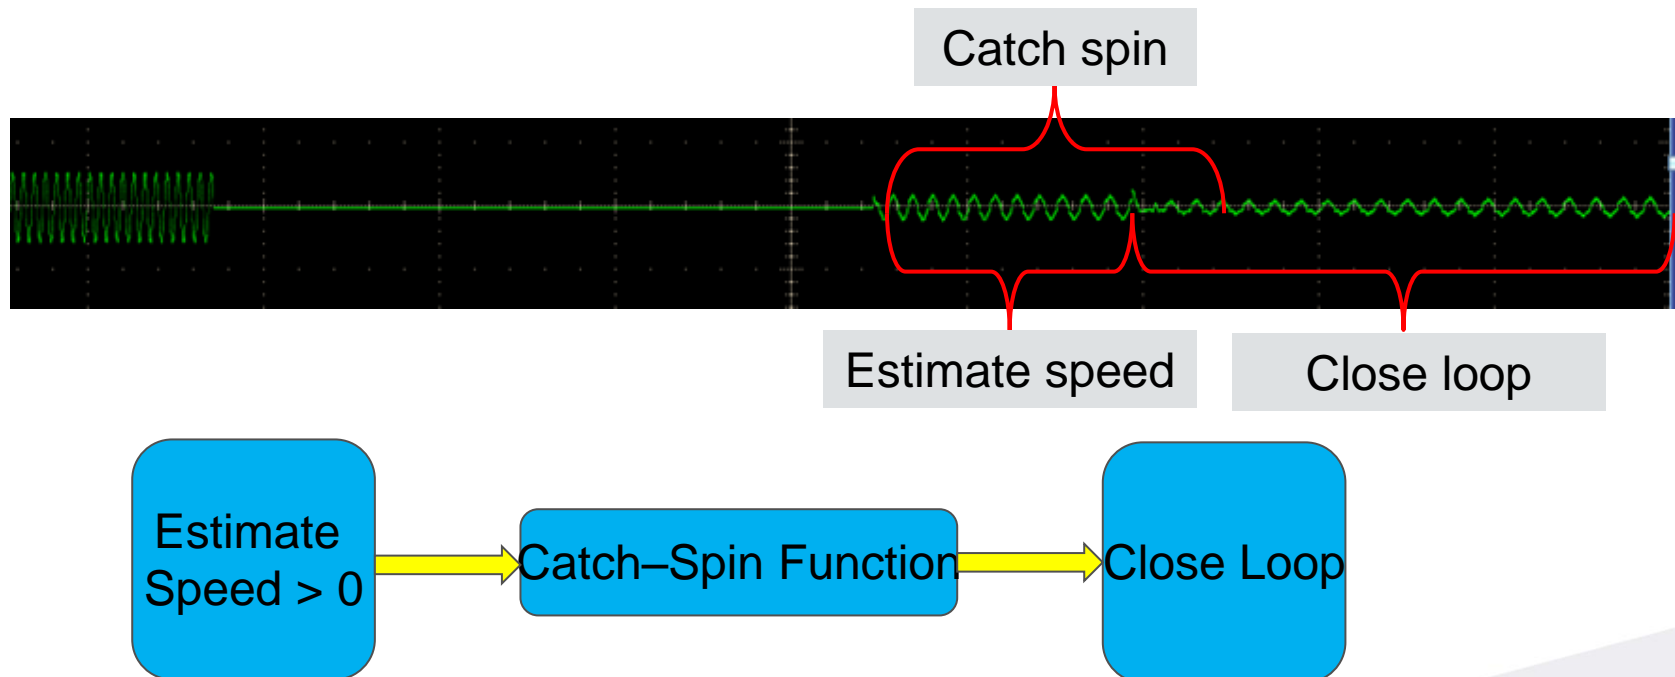 Catch spin
Estimate speed
Close loop
Estimate
Speed > 0
Catch–Spin Function
Close Loop